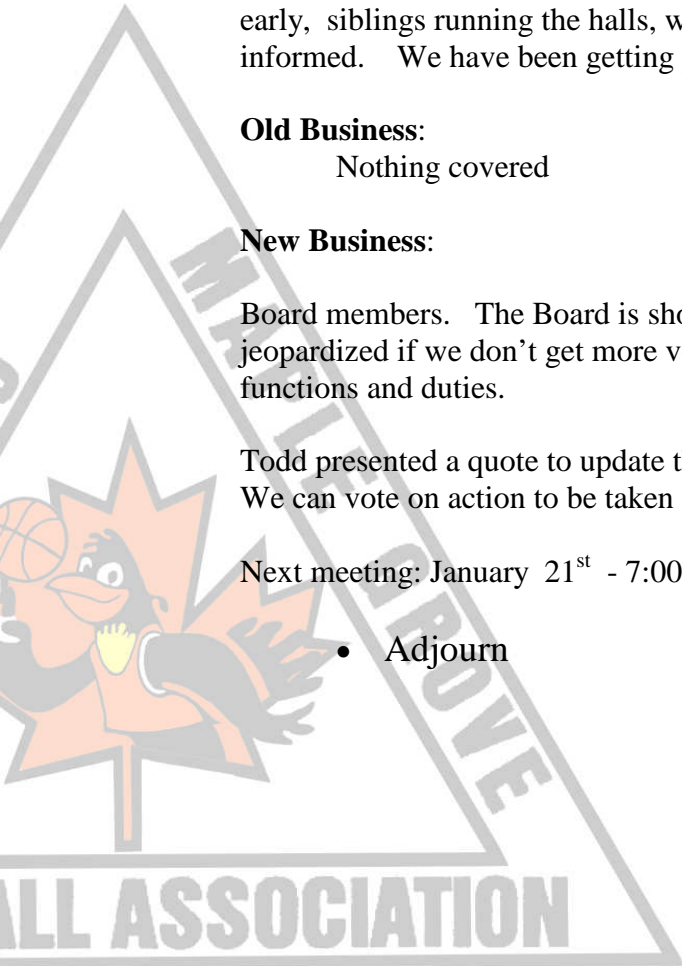 early, siblings running the halls, w
informed. We have been getting
Old Business:
Nothing covered
New Business:
Board members. The Board is sho
jeopardized if we don't get more v
functions and duties.
Todd presented a quote to update t
We can vote on action to be taken
Next meeting: January 21st - 7:00
• Adjourn
MAPLE GROVE
ALL ASSOCIATION